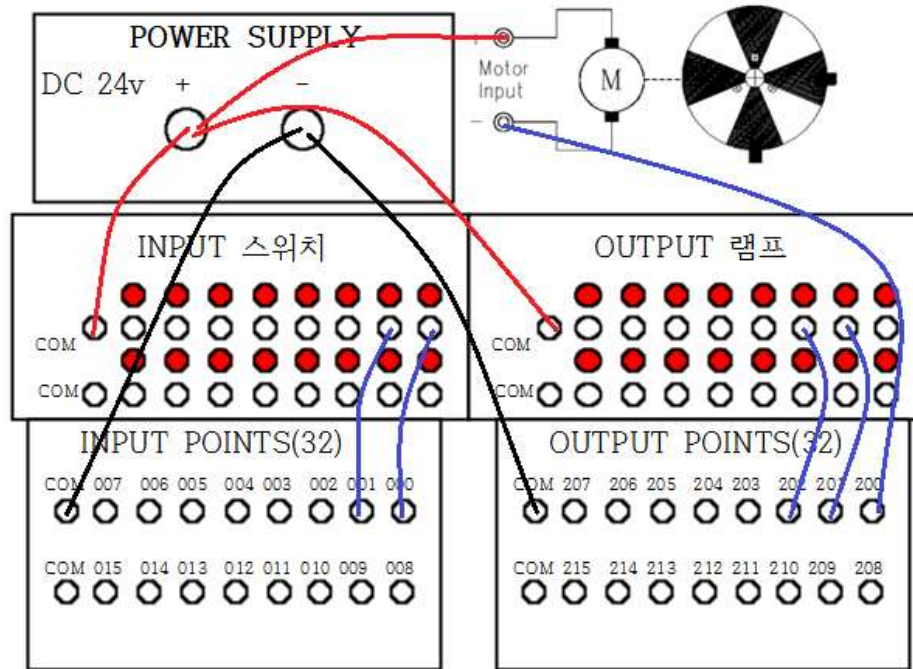 POWER SUPPLY
DC 24v + -
+
Motor
Input
-
M
INPUT 스위치
COM
COM
OUTPUT 램프
COM
COM
INPUT POINTS(32)
COM 007 006 005 004 003 002 001 000
COM 015 014 013 012 011 010 009 008
OUTPUT POINTS(32)
COM 207 206 205 204 203 202 201 200
COM 215 214 213 212 211 210 209 208